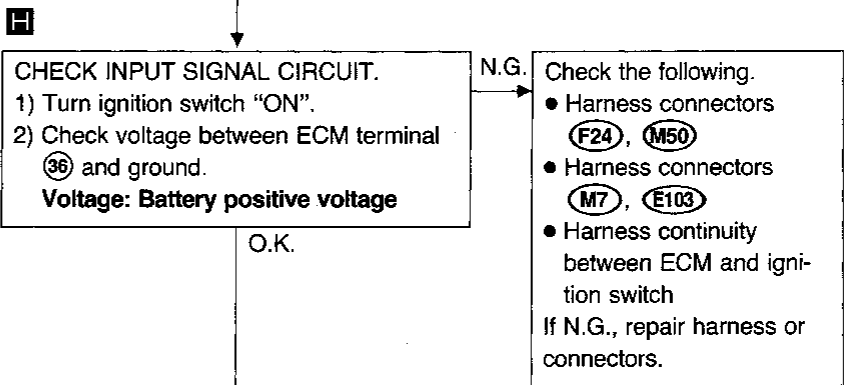 H
CHECK INPUT SIGNAL CIRCUIT.
1) Turn ignition switch “ON”.
2) Check voltage between ECM terminal
36 and ground.
Voltage: Battery positive voltage
N.G.
O.K.
Check the following.
● Harness connectors
F24, M50
● Harness connectors
M7, E103
● Harness continuity
between ECM and igni-
tion switch
If N.G., repair harness or
connectors.